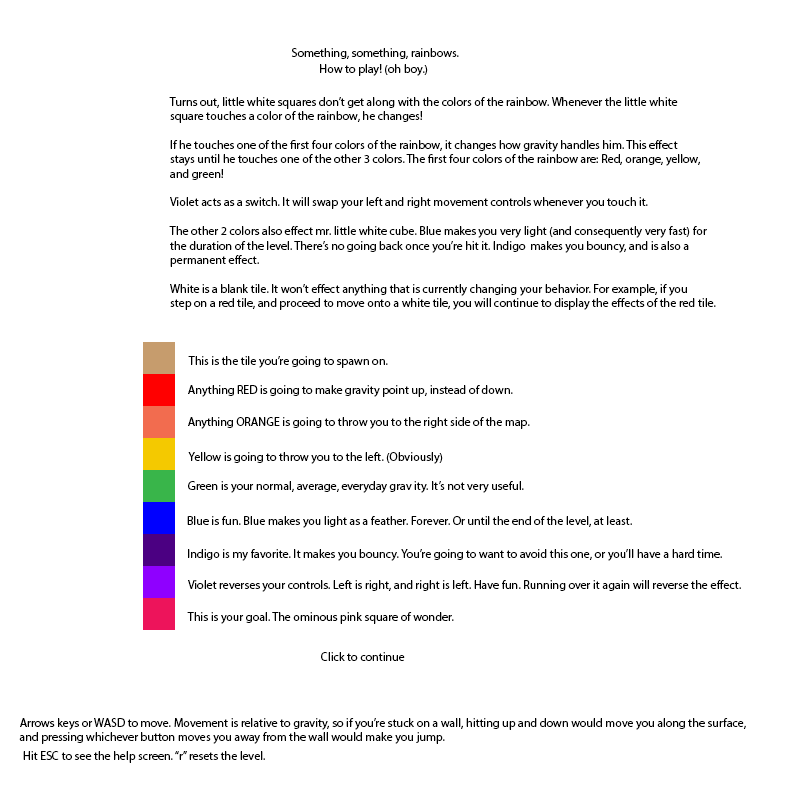 Something, something, rainbows.
How to play! (oh boy.)
Turns out, little white squares don't get along with the colors of the rainbow. Whenever the little white
square touches a color of the rainbow, he changes!
If he touches one of the first four colors of the rainbow, it changes how gravity handles him. This effect
stays until he touches one of the other 3 colors. The first four colors of the rainbow are: Red, orange, yellow,
and green!
Violet acts as a switch. It will swap your left and right movement controls whenever you touch it.
The other 2 colors also effect mr. little white cube. Blue makes you very light (and consequently very fast) for
the duration of the level. There's no going back once you're hit it. Indigo  makes you bouncy, and is also a
permanent effect.
White is a blank tile. It won't effect anything that is currently changing your behavior. For example, if you
step on a red tile, and proceed to move onto a white tile, you will continue to display the effects of the red tile.
This is the tile you're going to spawn on.
Anything RED is going to make gravity point up, instead of down.
Anything ORANGE is going to throw you to the right side of the map.
Yellow is going to throw you to the left. (Obviously)
Green is your normal, average, everyday gravity. It's not very useful.
Blue is fun. Blue makes you light as a feather. Forever. Or until the end of the level, at least.
Indigo is my favorite. It makes you bouncy. You're going to want to avoid this one, or you'll have a hard time.
Violet reverses your controls. Left is right, and right is left. Have fun. Running over it again will reverse the effect.
This is your goal. The ominous pink square of wonder.
Click to continue
Arrows keys or WASD to move. Movement is relative to gravity, so if you're stuck on a wall, hitting up and down would move you along the surface,
and pressing whichever button moves you away from the wall would make you jump.
Hit ESC to see the help screen. "r" resets the level.